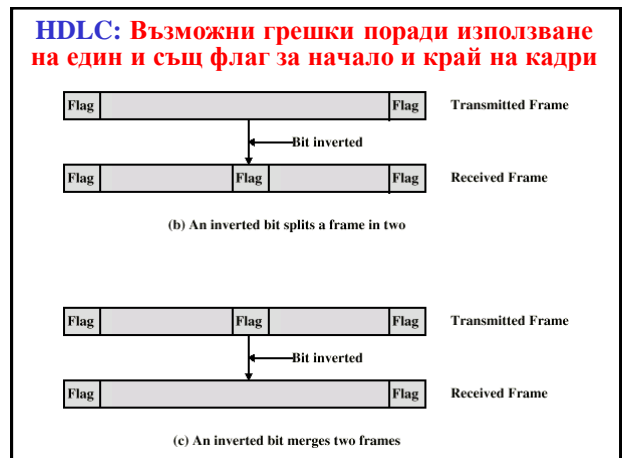 HDLC: Възможни грешки поради използване
на един и същ флаг за начало и край на кадри
Flag Flag Transmitted Frame
Bit inverted
Flag Flag Flag Received Frame
(b) An inverted bit splits a frame in two
Flag Flag Flag Transmitted Frame
Bit inverted
Flag Flag Received Frame
(c) An inverted bit merges two frames